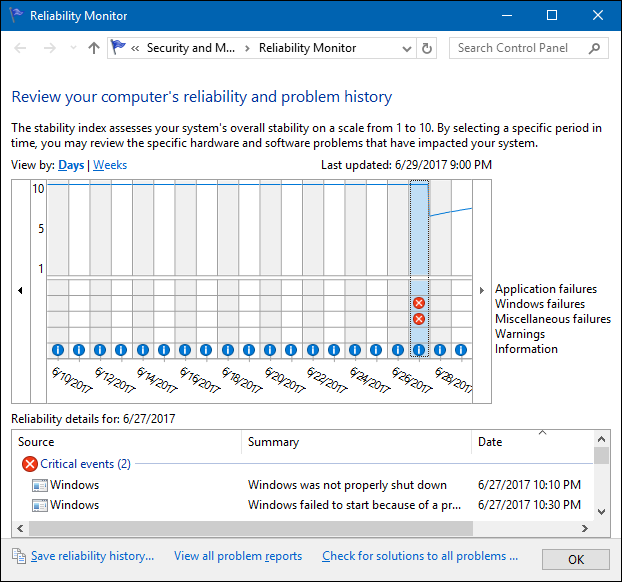 Reliability Monitor
« Security and M... › Reliability Monitor
Search Control Panel
Review your computer's reliability and problem history
The stability index assesses your system's overall stability on a scale from 1 to 10. By selecting a specific period in
time, you may review the specific hardware and software problems that have impacted your system.
View by: Days | Weeks
Last updated: 6/29/2017 9:00 PM
10
5
1
Application failures
Windows failures
Miscellaneous failures
Warnings
Information
6/10/2017
6/12/2017
6/14/2017
6/16/2017
6/18/2017
6/20/2017
6/22/2017
6/24/2017
6/26/2017
6/28/2017
Reliability details for: 6/27/2017
Source Summary Date
Critical events (2)
Windows Windows was not properly shut down 6/27/2017 10:10 PM
Windows Windows failed to start because of a pr... 6/27/2017 10:30 PM
Save reliability history... View all problem reports Check for solutions to all problems ... OK